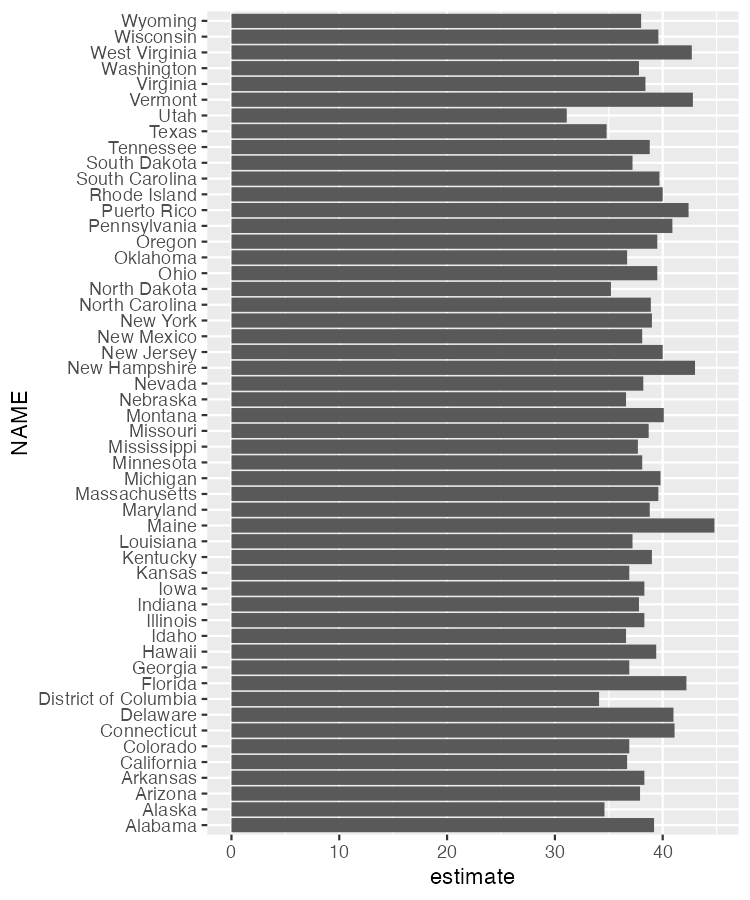 Wyoming
Wisconsin
West Virginia
Washington
Virginia
Vermont
Utah
Texas
Tennessee
South Dakota
South Carolina
Rhode Island
Puerto Rico
Pennsylvania
Oregon
Oklahoma
Ohio
North Dakota
North Carolina
New York
New Mexico
New Jersey
New Hampshire
Nevada
Nebraska
Montana
Missouri
Mississippi
Minnesota
Michigan
Massachusetts
Maryland
Maine
Louisiana
Kentucky
Kansas
Iowa
Indiana
Illinois
Idaho
Hawaii
Georgia
Florida
District of Columbia
Delaware
Connecticut
Colorado
California
Arkansas
Arizona
Alaska
Alabama
NAME
0 10 20 30 40
estimate